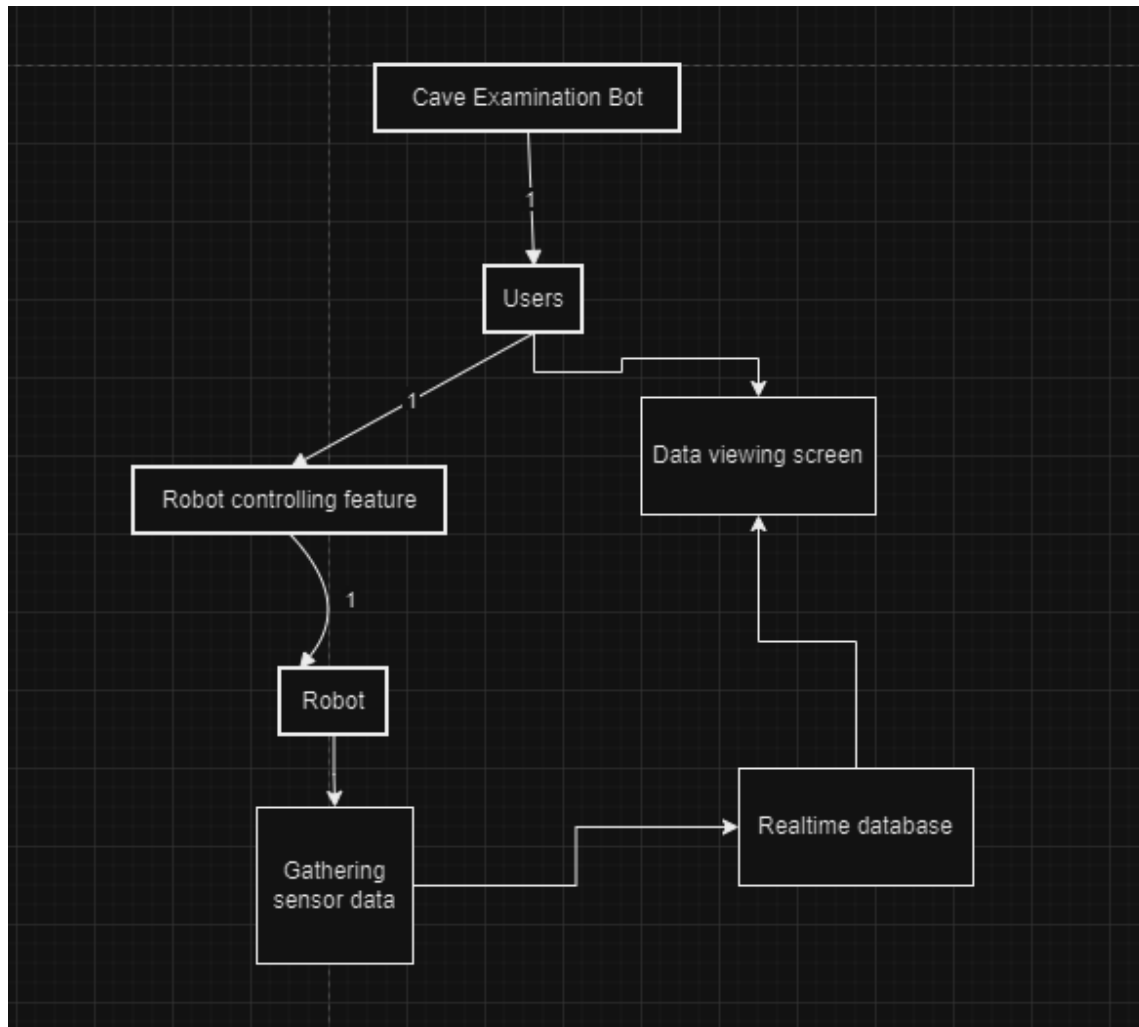 Cave Examination Bot
1
Users
1
Data viewing screen
Robot controlling feature
1
Robot
Realtime database
Gathering
sensor data